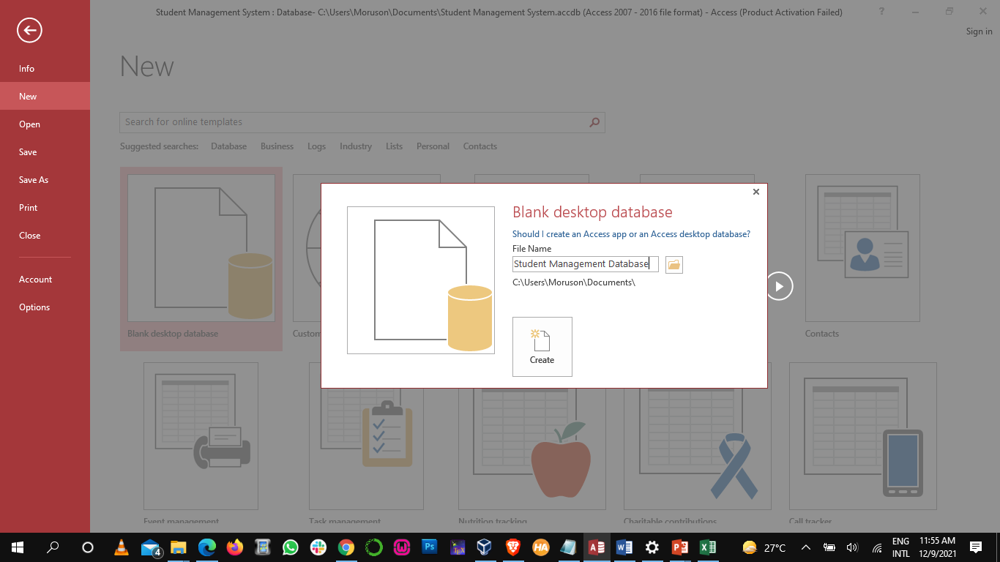 Student Management System : Database- C:\Users\Moruson\Documents\Student Management System.accdb (Access 2007 - 2016 file format) - Access (Product Activation Failed)
?
Sign in
Info
New
Open
Save
Save As
Print
Close
Account
Options
New
Search for online templates
Suggested searches: Database Business Logs Industry Lists Personal Contacts
Blank desktop database
Custom
Contacts
Blank desktop database
Should I create an Access app or an Access desktop database?
File Name
Student Management Database
C:\Users\Moruson\Documents\
Create
Event management
Task management
Nutrition tracking
Charitable contributions
Call tracker
4
Ps
TEX
HA
A
W
P
X
27°C
ENG
INTL
11:55 AM
12/9/2021